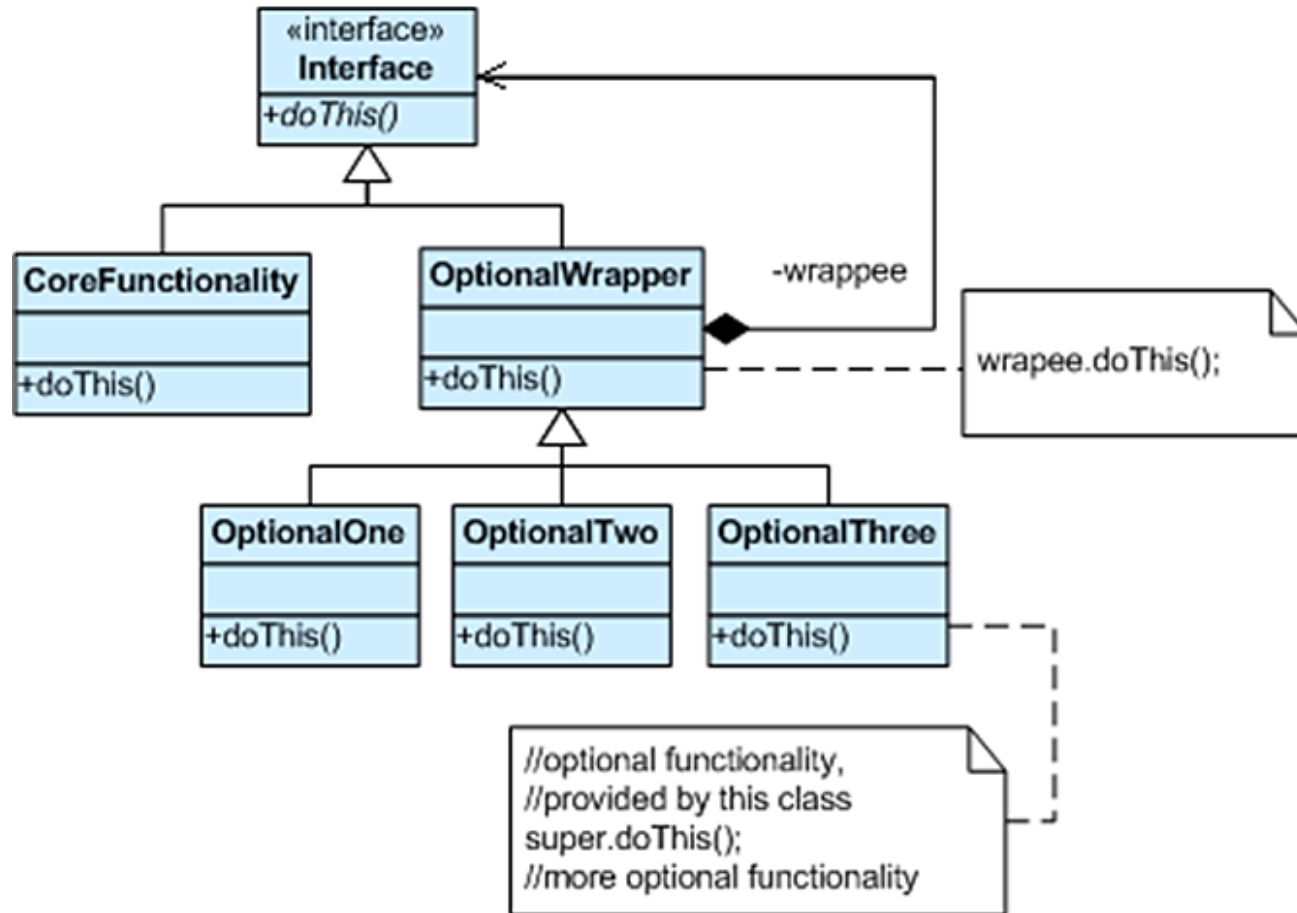 «interface»
Interface
+doThis()
CoreFunctionality
+doThis()
OptionalWrapper
+doThis()
-wrappee
wrapee.doThis();
OptionalOne
+doThis()
OptionalTwo
+doThis()
OptionalThree
+doThis()
//optional functionality,
//provided by this class
super.doThis();
//more optional functionality